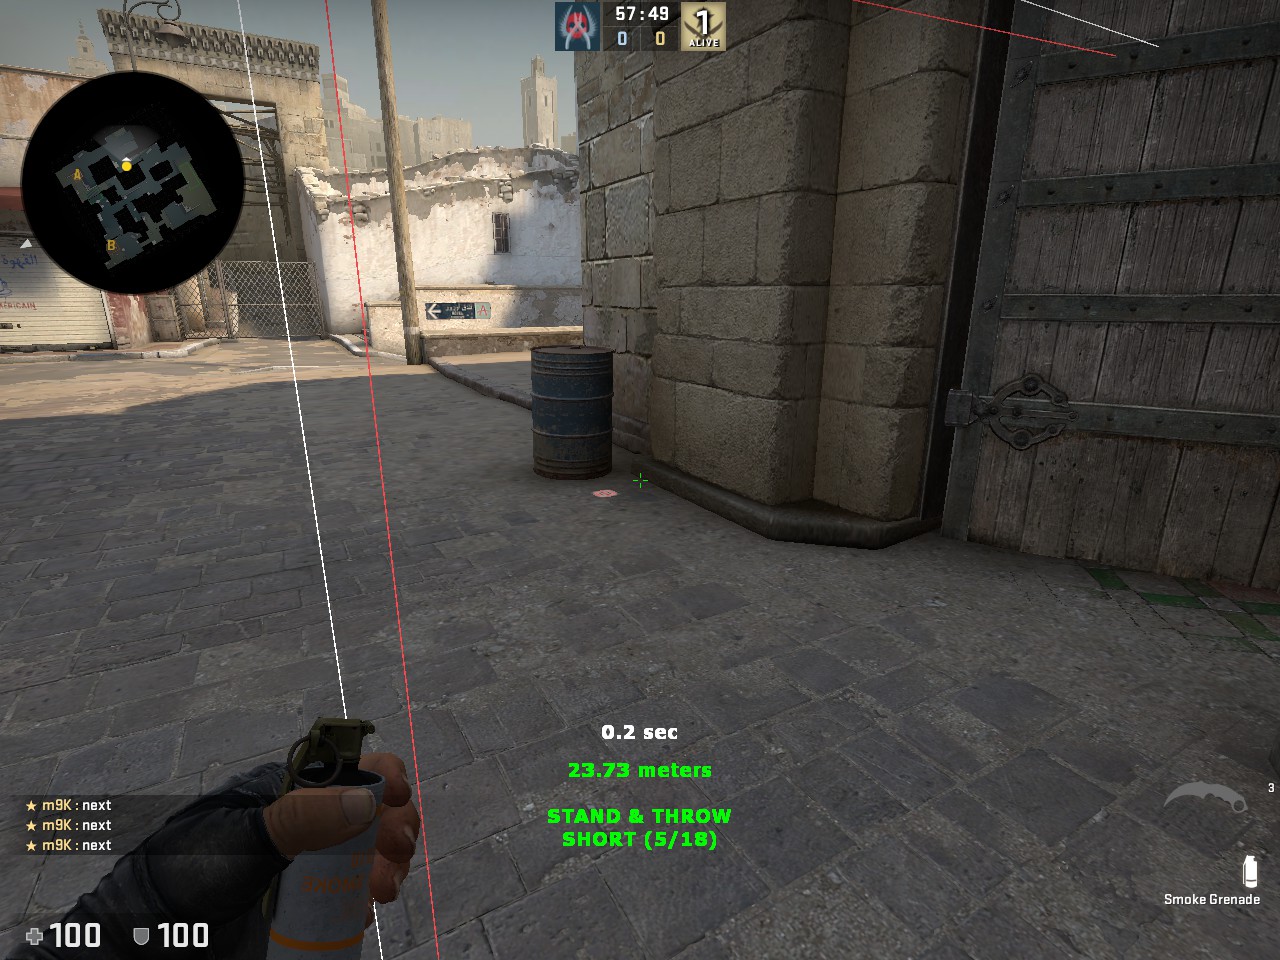 57:49
0 0
1
ALIVE
A
B
A
0.2 sec
23.73 meters
STAND & THROW
SHORT (5/18)
★ m9K : next
★ m9K : next
★ m9K : next
3
Smoke Grenade
100 100